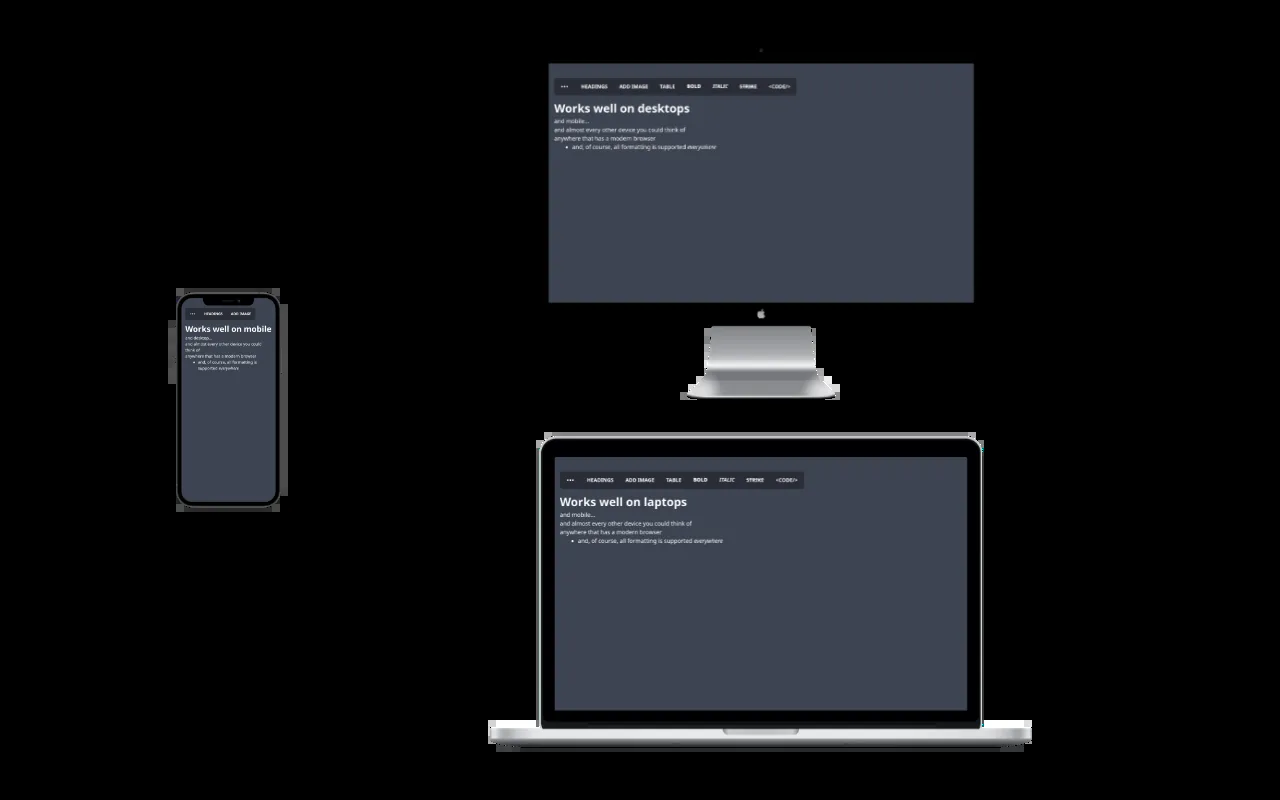 ••• HEADINGS ADD IMAGE TABLE BOLD ITALIC STRIKE <CODE/>
Works well on desktops
and mobile...
and almost every other device you could think of
anywhere that has a modern browser
• and, of course, all formatting is supported everywhere
••• HEADINGS ADD IMAGE
Works well on mobile
and desktop...
and almost every other device you could
think of
anywhere that has a modern browser
• and, of course, all formatting is
supported everywhere
••• HEADINGS ADD IMAGE TABLE BOLD ITALIC STRIKE <CODE/>
Works well on laptops
and mobile...
and almost every other device you could think of
anywhere that has a modern browser
• and, of course, all formatting is supported everywhere